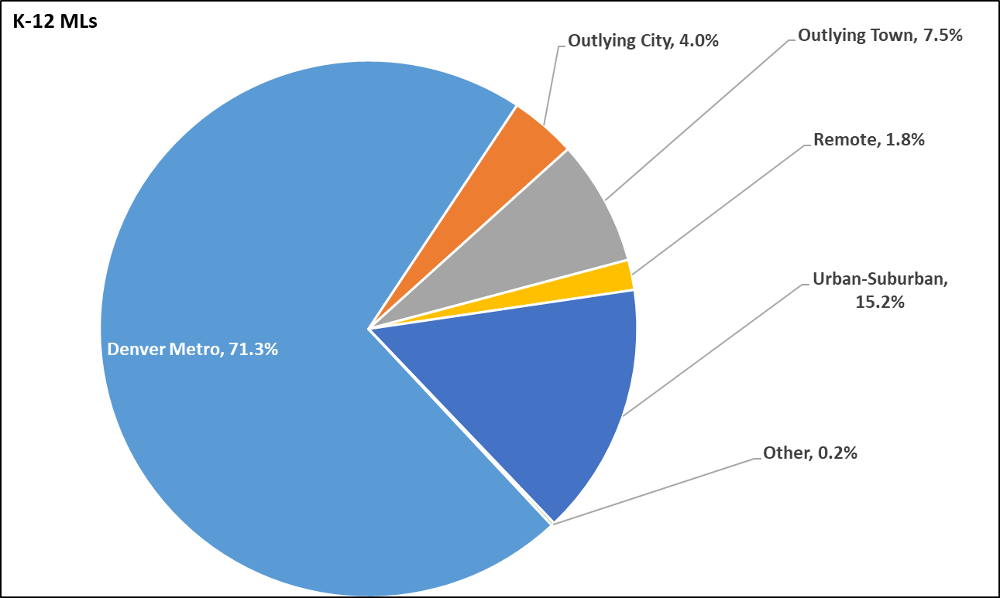 K-12 MLs
Outlying City, 4.0%
Outlying Town, 7.5%
Remote, 1.8%
Urban-Suburban,
15.2%
Denver Metro, 71.3%
Other, 0.2%